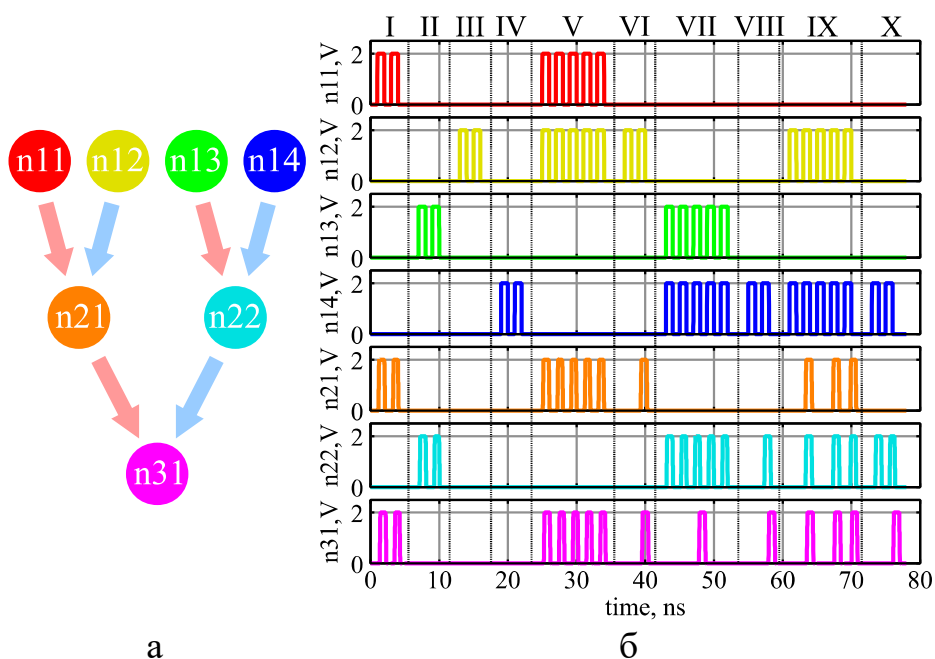 I II III IV V VI VII VIII IX X
n11 n12 n13 n14
n21 n22
n31
n11,V
2
0
n12,V
2
0
n13,V
2
0
n14,V
2
0
n21,V
2
0
n22,V
2
0
n31,V
2
0
0 10 20 30 40 50 60 70 80
time, ns
а
б